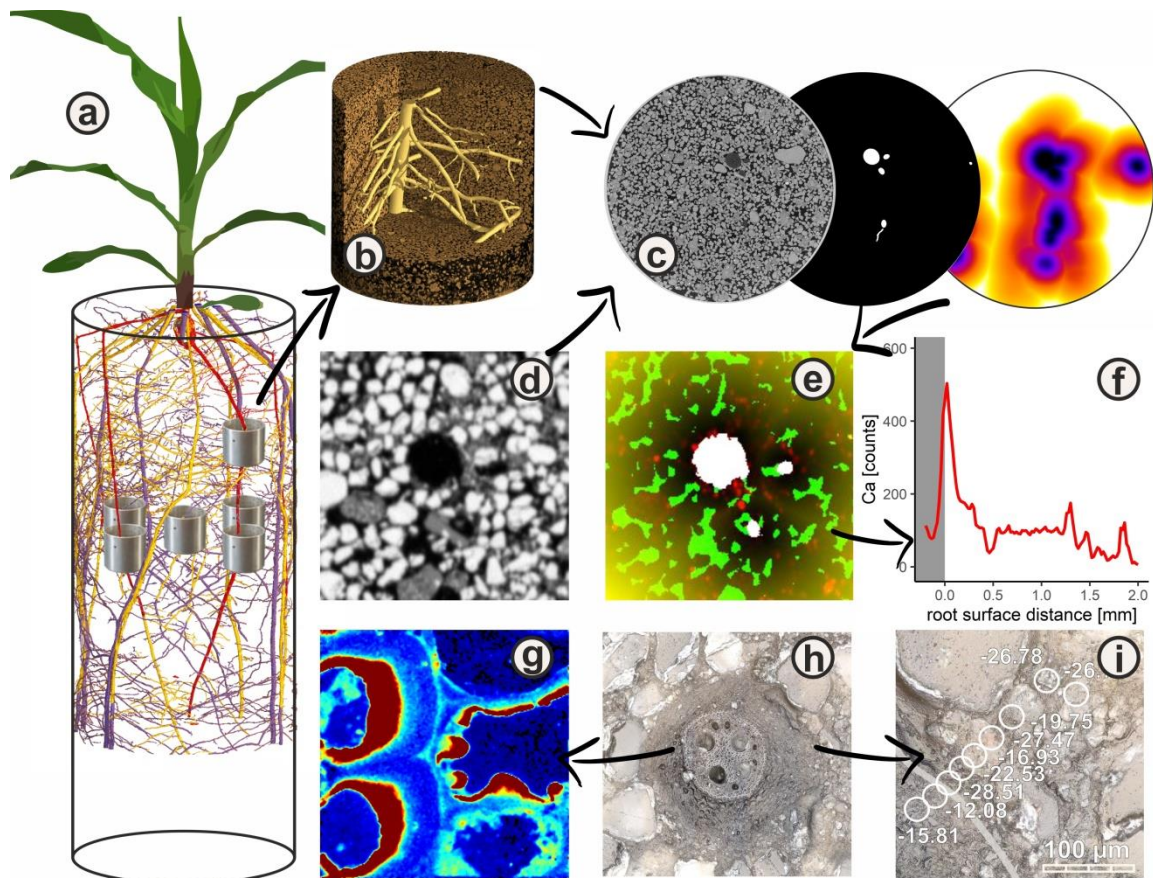 a
b
c
d
e
f
600
400
200
0
Ca [counts]
0.0 0.5 1.0 1.5 2.0
root surface distance [mm]
g
h
i
-26.78
-26.
-19.75
-27.47
-16.93
-22.53
-28.51
-12.08
-15.81
100 µm